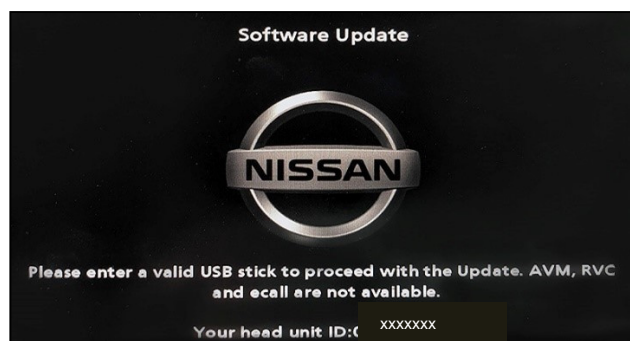 Software Update
NISSAN
Please enter a valid USB stick to proceed with the Update. AVM, RVC
and ecall are not available.
Your head unit ID:
xxxxxxx